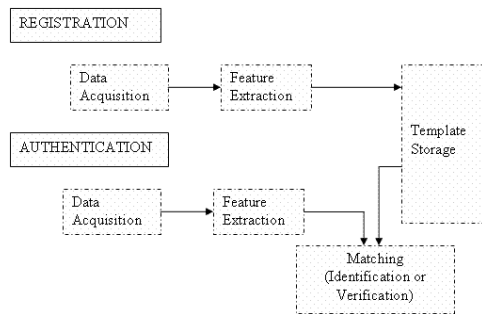 REGISTRATION
Data
Acquisition
Feature
Extraction
Template
Storage
AUTHENTICATION
Data
Acquisition
Feature
Extraction
Matching
(Identification or
Verification)